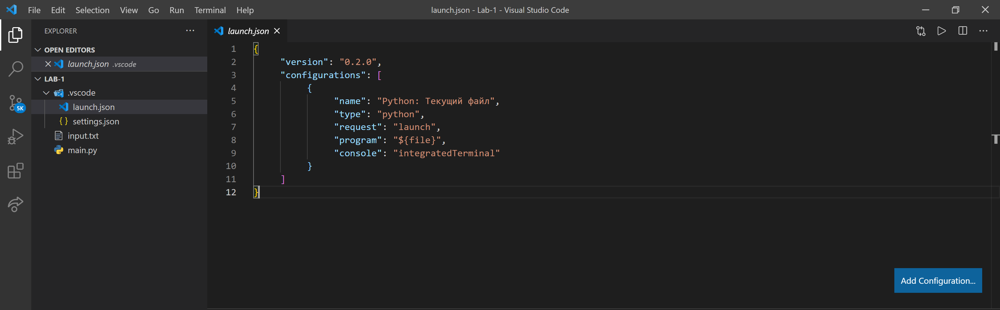 File Edit Selection View Go Run Terminal Help
launch.json - Lab-1 - Visual Studio Code
EXPLORER
OPEN EDITORS
launch.json .vscode
LAB-1
.vscode
launch.json
settings.json
input.txt
main.py
5K
launch.json
1 {
2 "version": "0.2.0",
3 "configurations": [
4 {
5 "name": "Python: Текущий файл",
6 "type": "python",
7 "request": "launch",
8 "program": "${file}",
9 "console": "integratedTerminal"
10 }
11 ]
12 }
Add Configuration...